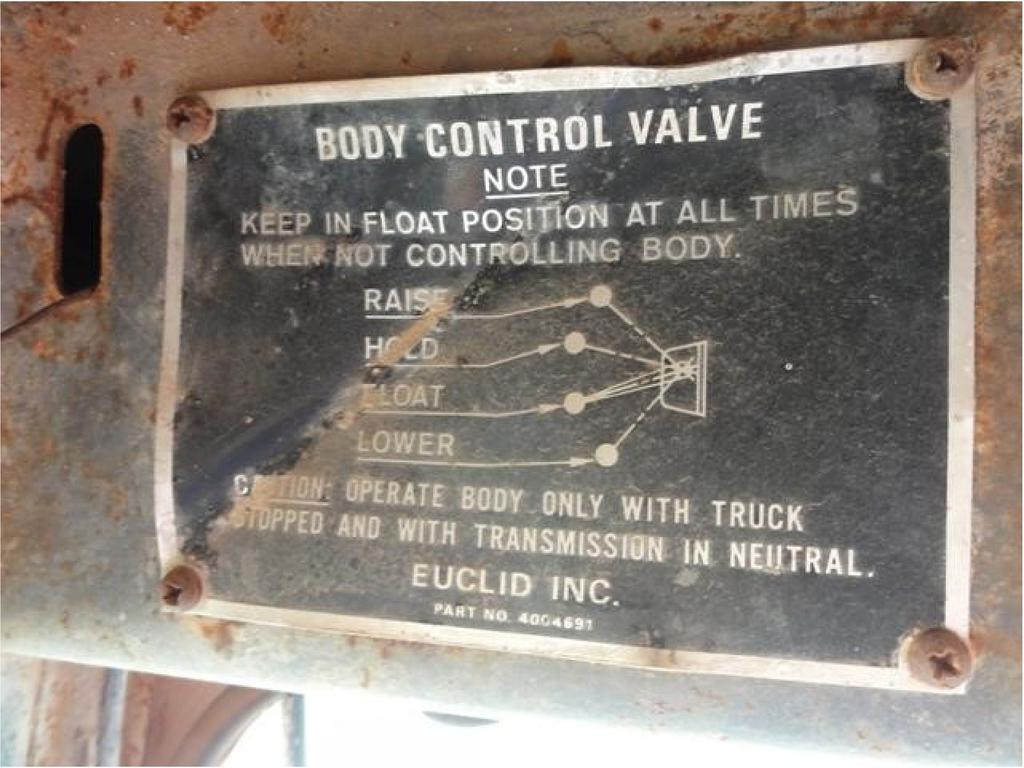 BODY CONTROL VALVE
NOTE
KEEP IN FLOAT POSITION AT ALL TIMES
WHEN NOT CONTROLLING BODY.
RAISE
HOLD
FLOAT
LOWER
CAUTION: OPERATE BODY ONLY WITH TRUCK
STOPPED AND WITH TRANSMISSION IN NEUTRAL.
EUCLID INC.
PART NO. 4004691